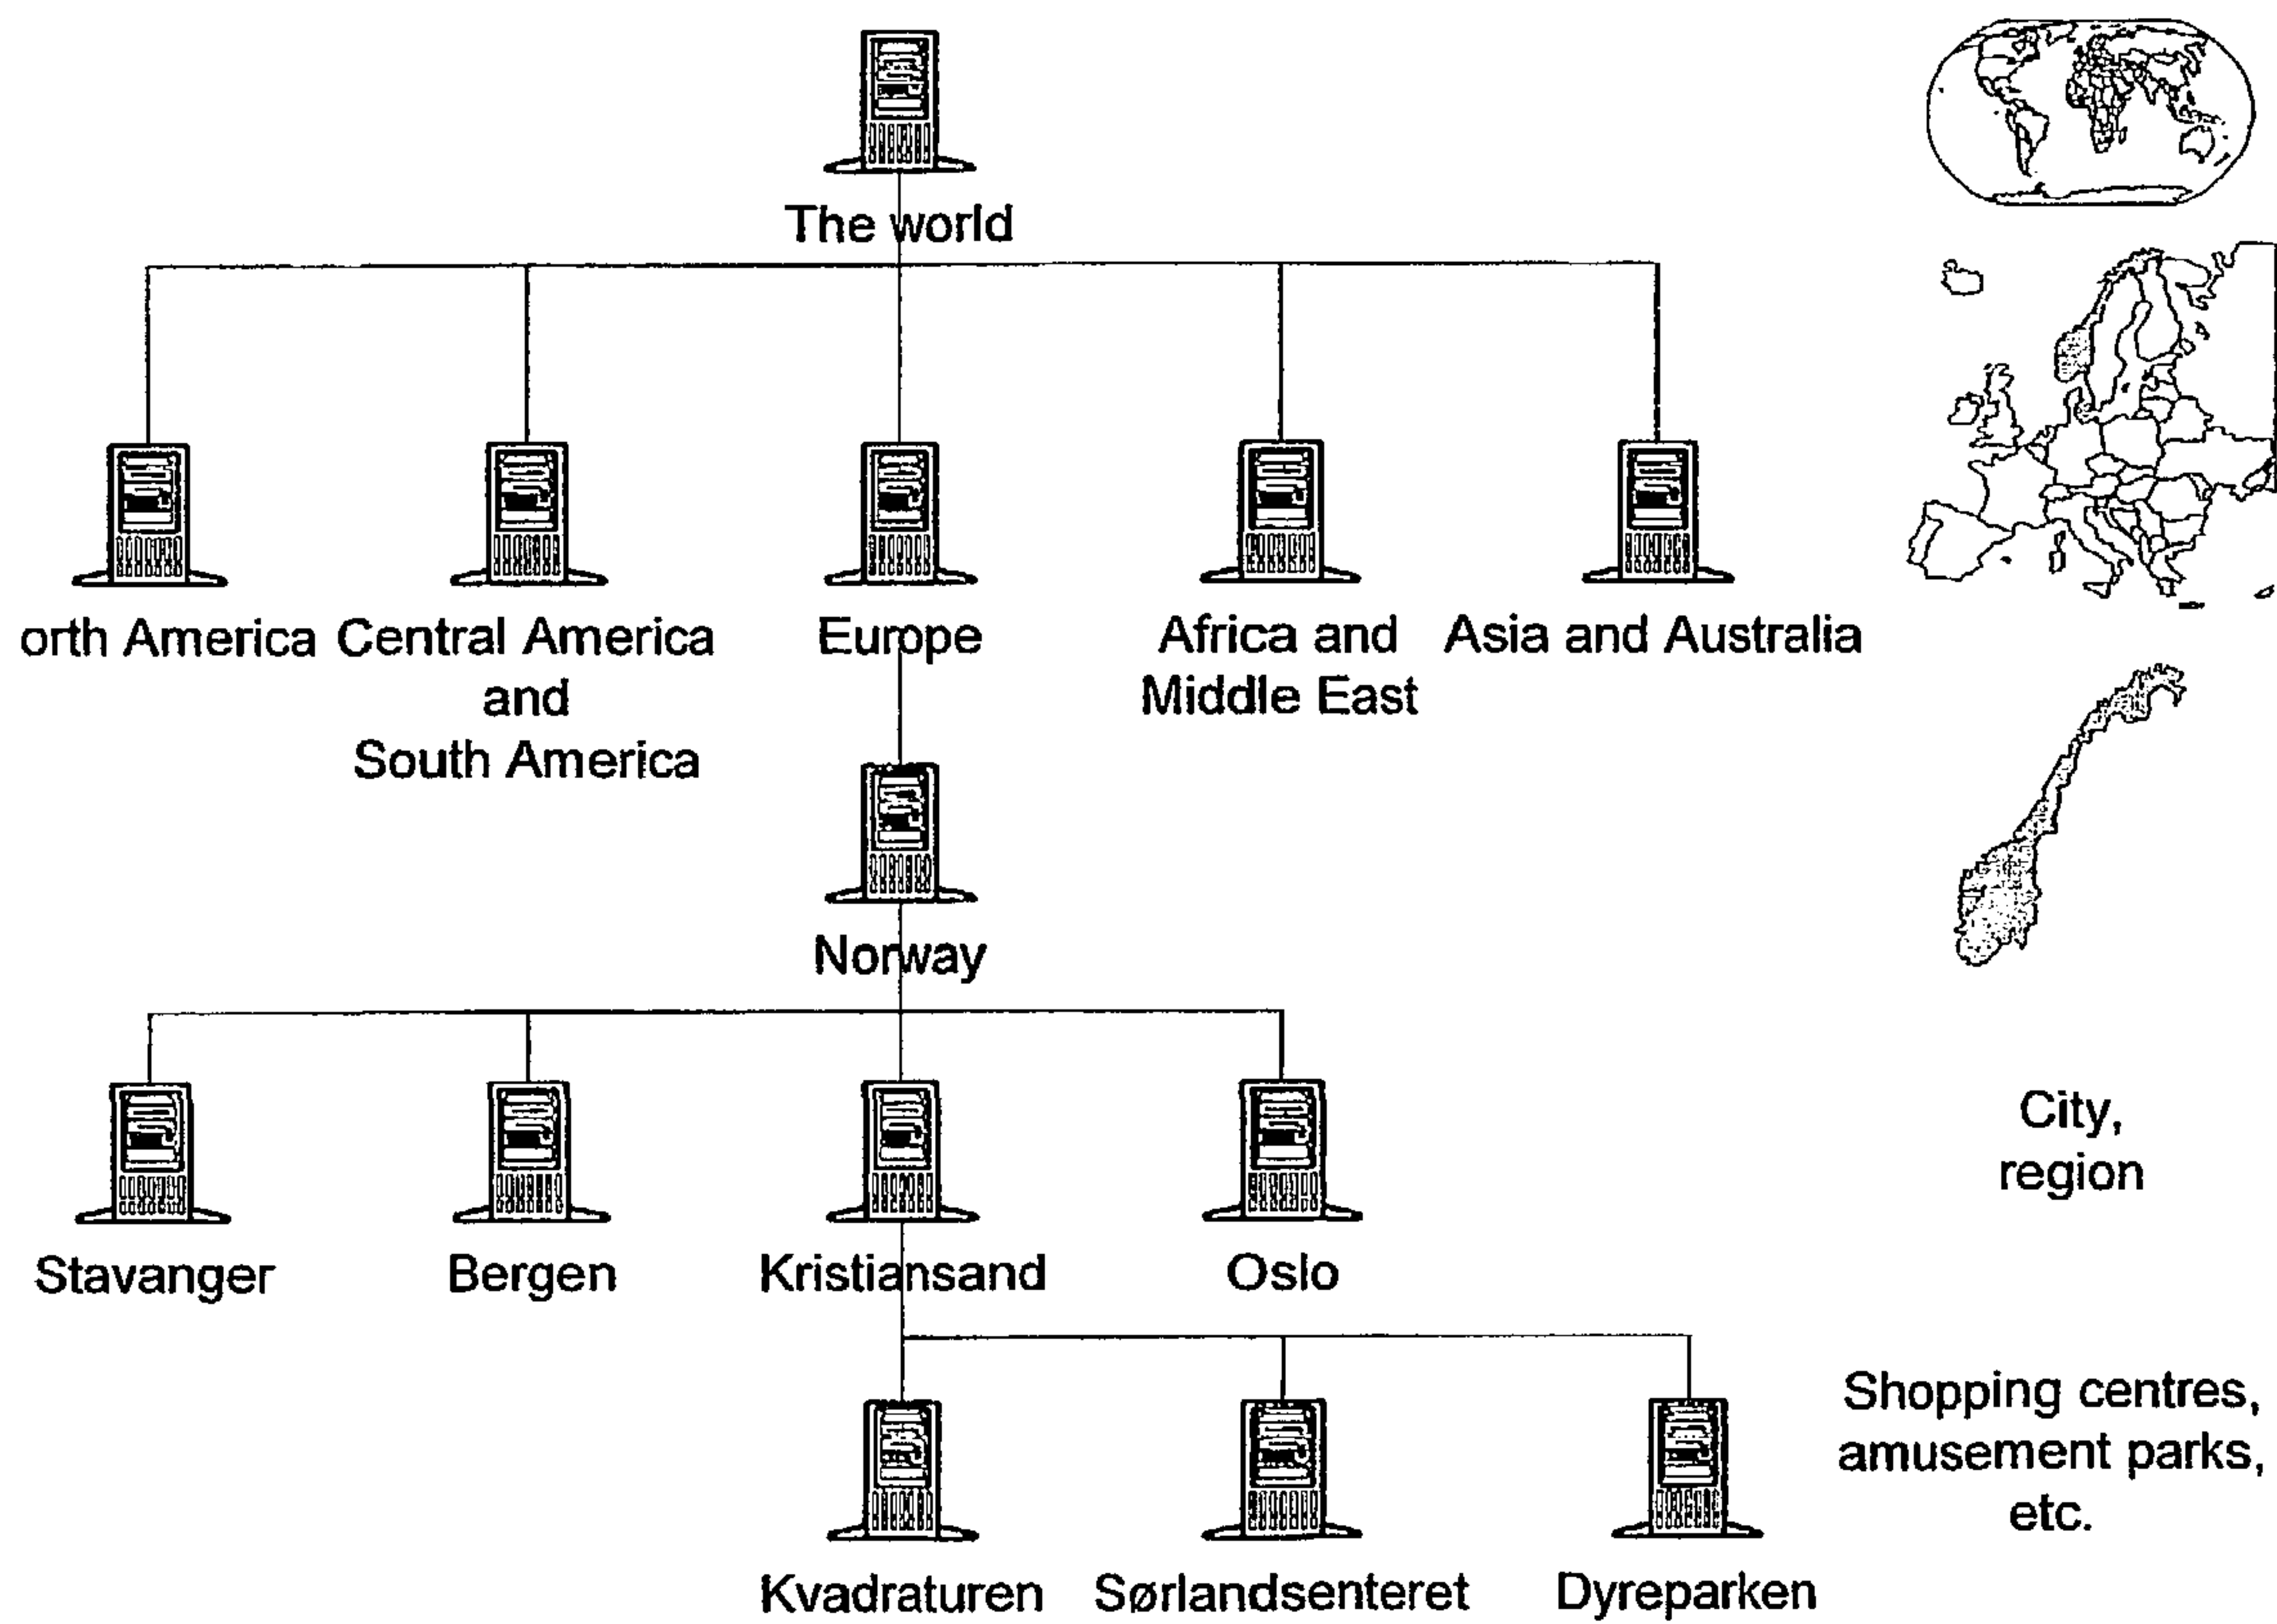 The world
orth America
Central America
and
South America
Europe
Africa and
Middle East
Asia and Australia
Norway
City,
region
Stavanger
Bergen
Kristiansand
Oslo
Shopping centres,
amusement parks,
etc.
Kvadraturen
Sørlandsenteret
Dyreparken